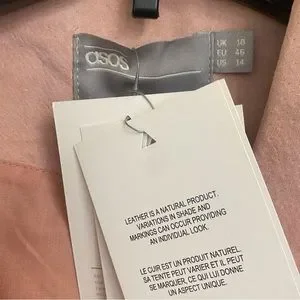 asos
UK 18
EU 46
US 14
LEATHER IS A NATURAL PRODUCT.
VARIATIONS IN SHADE AND
MARKINGS CAN OCCUR PROVIDING
AN INDIVIDUAL LOOK.
LE CUIR EST UN PRODUIT NATUREL.
SA TEINTE PEUT VARIER ET IL PEUT
SE MARQUER, CE QUI LUI DONNE
UN ASPECT UNIQUE.